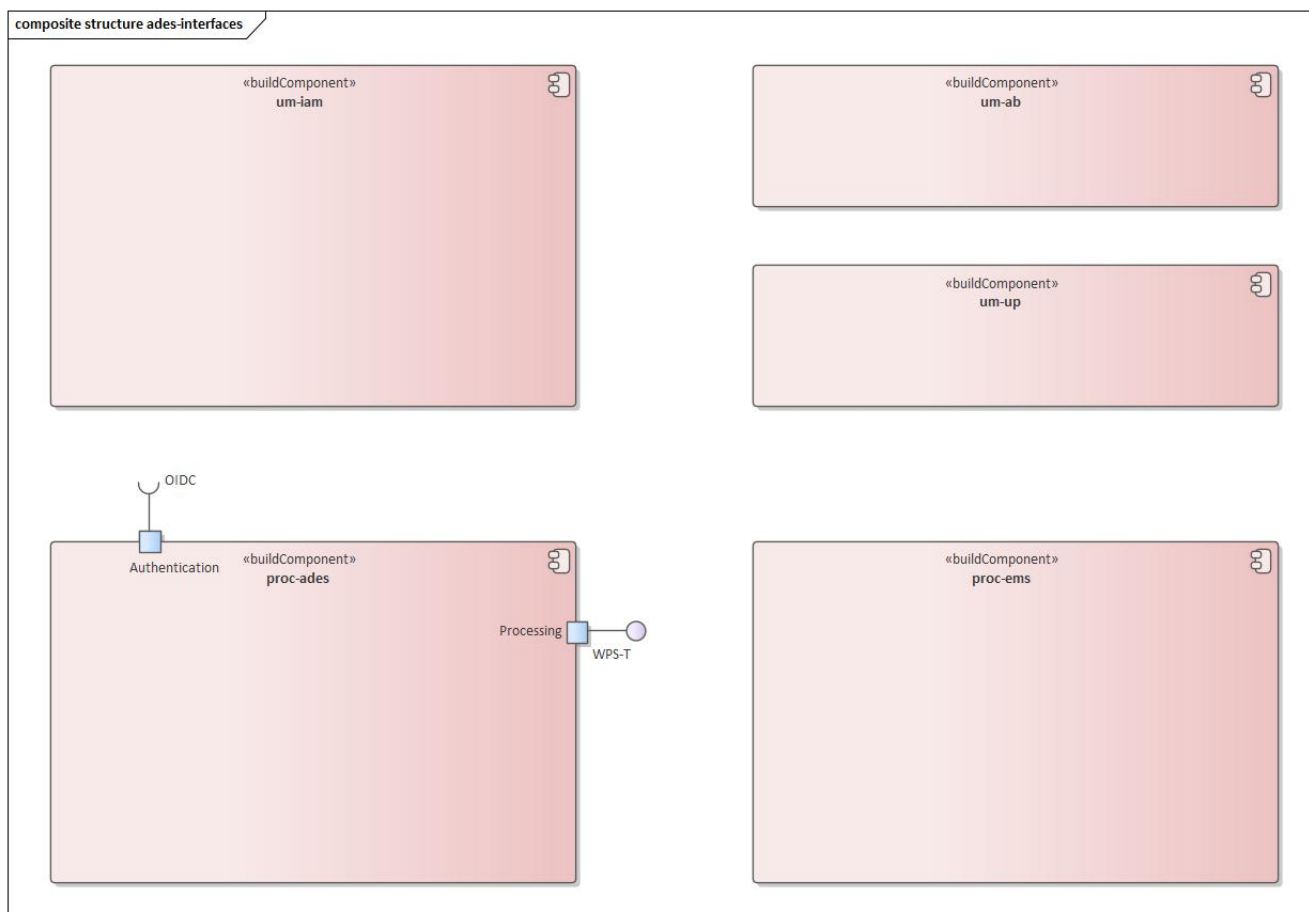 composite structure ades-interfaces
«buildComponent»
um-iam
«buildComponent»
um-ab
«buildComponent»
um-up
OIDC
Authentication
«buildComponent»
proc-ades
Processing
WPS-T
«buildComponent»
proc-ems